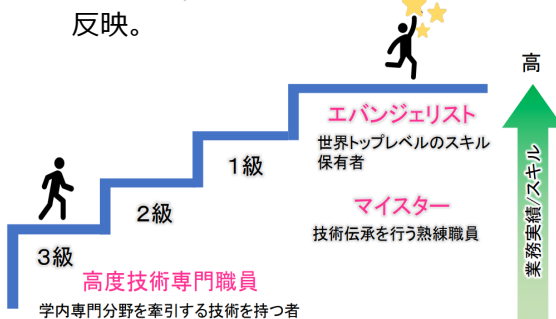 反映。
高
エバンジェリスト
世界トップレベルのスキル
保有者
1級
マイスター
技術伝承を行う熟練職員
2級
3級
高度技術専門職員
学内専門分野を牽引する技術を持つ者
業務実績/スキル